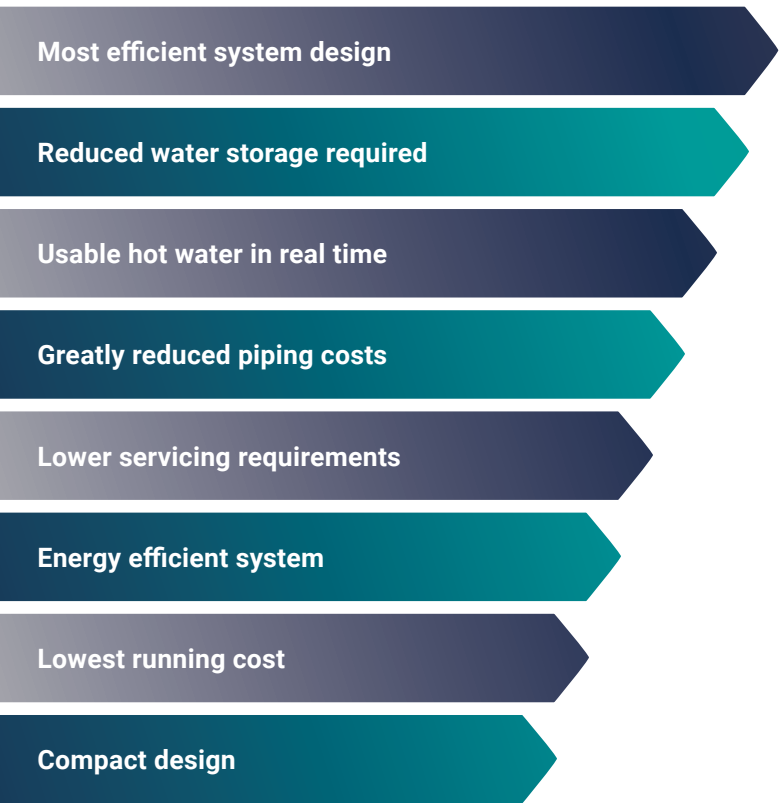 Most efficient system design
Reduced water storage required
Usable hot water in real time
Greatly reduced piping costs
Lower servicing requirements
Energy efficient system
Lowest running cost
Compact design